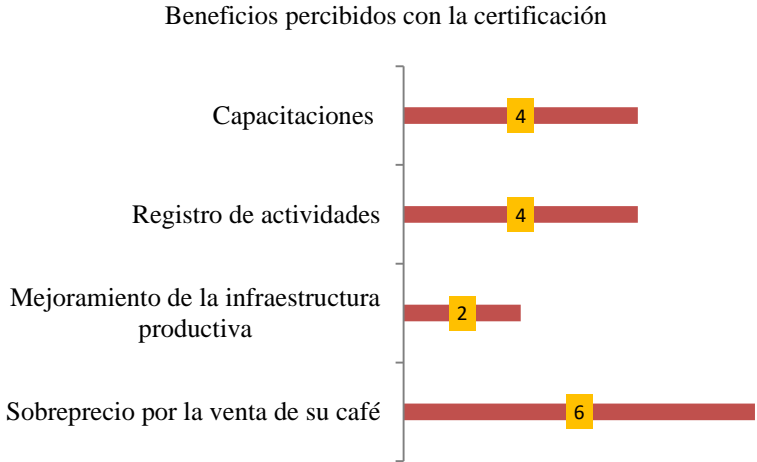 Beneficios percibidos con la certificación
Capacitaciones
4
Registro de actividades
4
Mejoramiento de la infraestructura
productiva
2
Sobreprecio por la venta de su café
6